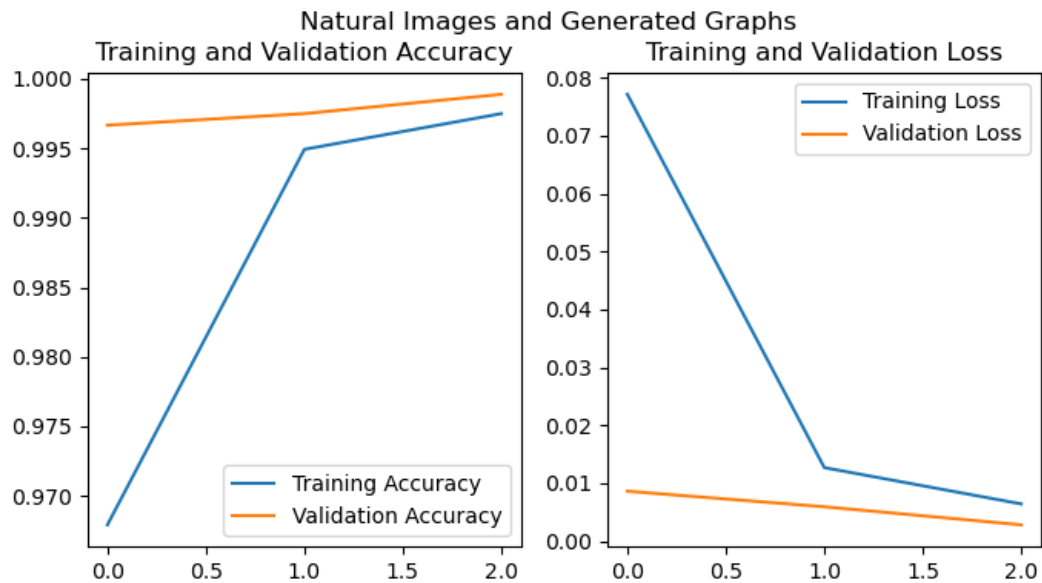 Natural Images and Generated Graphs
Training and Validation Accuracy
1.000
0.995
0.990
0.985
0.980
0.975
0.970
Training Accuracy
Validation Accuracy
0.0 0.5 1.0 1.5 2.0
Training and Validation Loss
0.08
0.07
0.06
0.05
0.04
0.03
0.02
0.01
0.00
Training Loss
Validation Loss
0.0 0.5 1.0 1.5 2.0